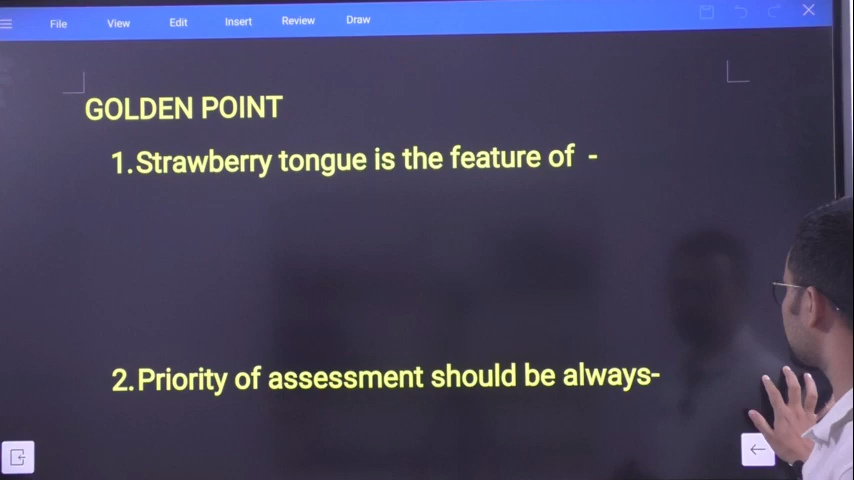 File View Edit Insert Review Draw
GOLDEN POINT
1.Strawberry tongue is the feature of -
2.Priority of assessment should be always-